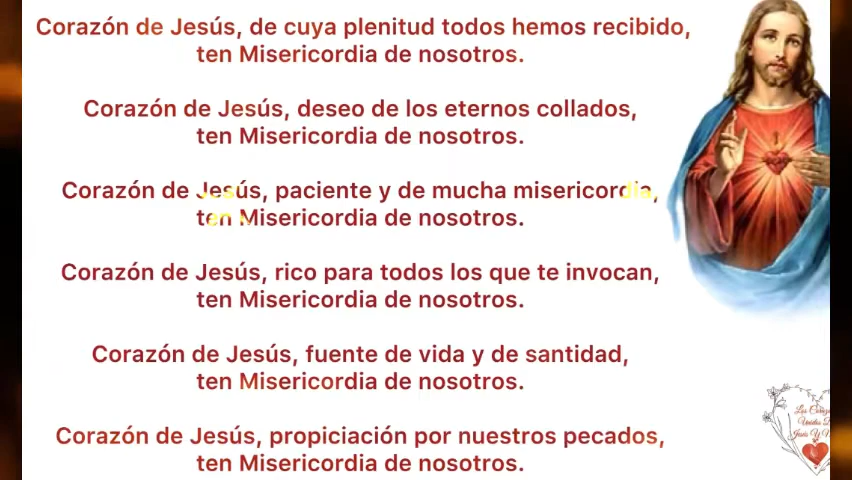 Corazón de Jesús, de cuya plenitud todos hemos recibido,
ten Misericordia de nosotros.
Corazón de Jesús, deseo de los eternos collados,
ten Misericordia de nosotros.
Corazón de Jesús, paciente y de mucha misericordia,
ten Misericordia de nosotros.
Corazón de Jesús, rico para todos los que te invocan,
ten Misericordia de nosotros.
Corazón de Jesús, fuente de vida y de santidad,
ten Misericordia de nosotros.
Corazón de Jesús, propiciación por nuestros pecados,
ten Misericordia de nosotros.
Jesús Y